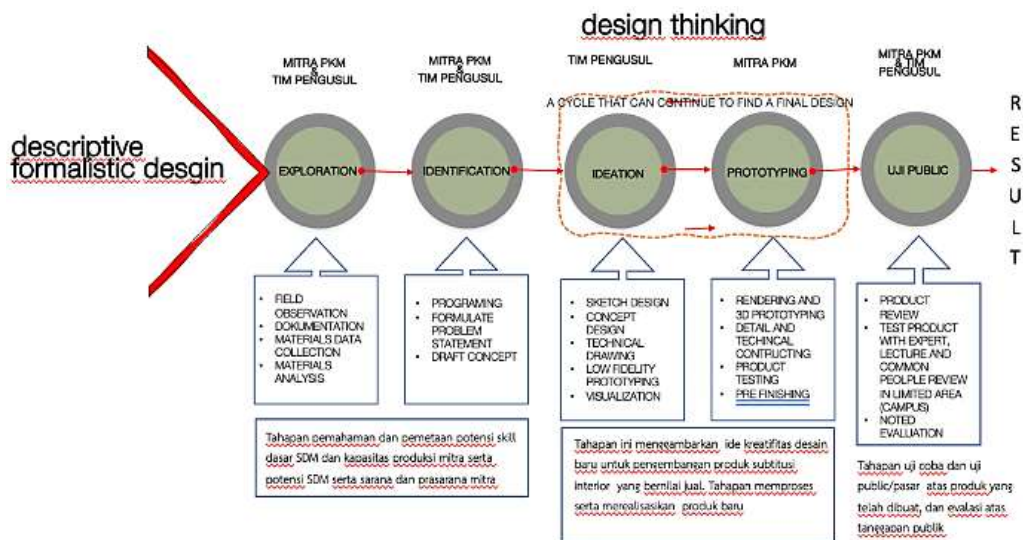 design thinking
MITRA PKM
&
TIM PENGUSUL
MITRA PKM
&
TIM PENGUSUL
TIM PENGUSUL
MITRA PKM
MITRA PKM
& TIM
PENGUSUL
A CYCLE THAT CAN CONTINUE TO FIND A FINAL DESIGN
descriptive
formalistic desgin
EXPLORATION
IDENTIFICATION
IDEATION
PROTOTYPING
UJI PUBLIC
R
E
S
U
L
T
• FIELD
OBSERVATION
• DOKUMENTATION
• MATERIALS DATA
COLLECTION
• MATERIALS
ANALYSIS
• PROGRAMING
• FORMULATE
PROBLEM
STATEMENT
• DRAFT CONCEPT
• SKETCH DESIGN
• CONCEPT
DESIGN
• TECHNICAL
DRAWING
• LOW FIDELITY
PROTOTYPING
• VISUALIZATION
• RENDERING AND
3D PROTOTYPING
• DETAIL AND
TECHNICAL
CONTRUCTING
• PRODUCT
TESTING
• PRE FINISHING
• PRODUCT
REVIEW
• TEST PRODUCT
WITH EXPERT,
LECTURE AND
COMMON
PEOLPLE REVIEW
IN LIMITED AREA
(CAMPUS)
• NOTED
EVALUATION
Tahapan pemahaman dan pemetaan potensi skill
dasar SDM dan kapasitas produksi mitra serta
potensi SDM serta sarana dan prasarana mitra
Tahapan ini menggambarkan ide kreatifitas desain
baru untuk pengembangan produk subtitusi
interior yang bernilai jual. Tahapan memproses
serta merealisasikan produk baru
Tahapan uji coba dan uji
public/pasar atas produk yang
telah dibuat, dan evalasi atas
tanggapan publik